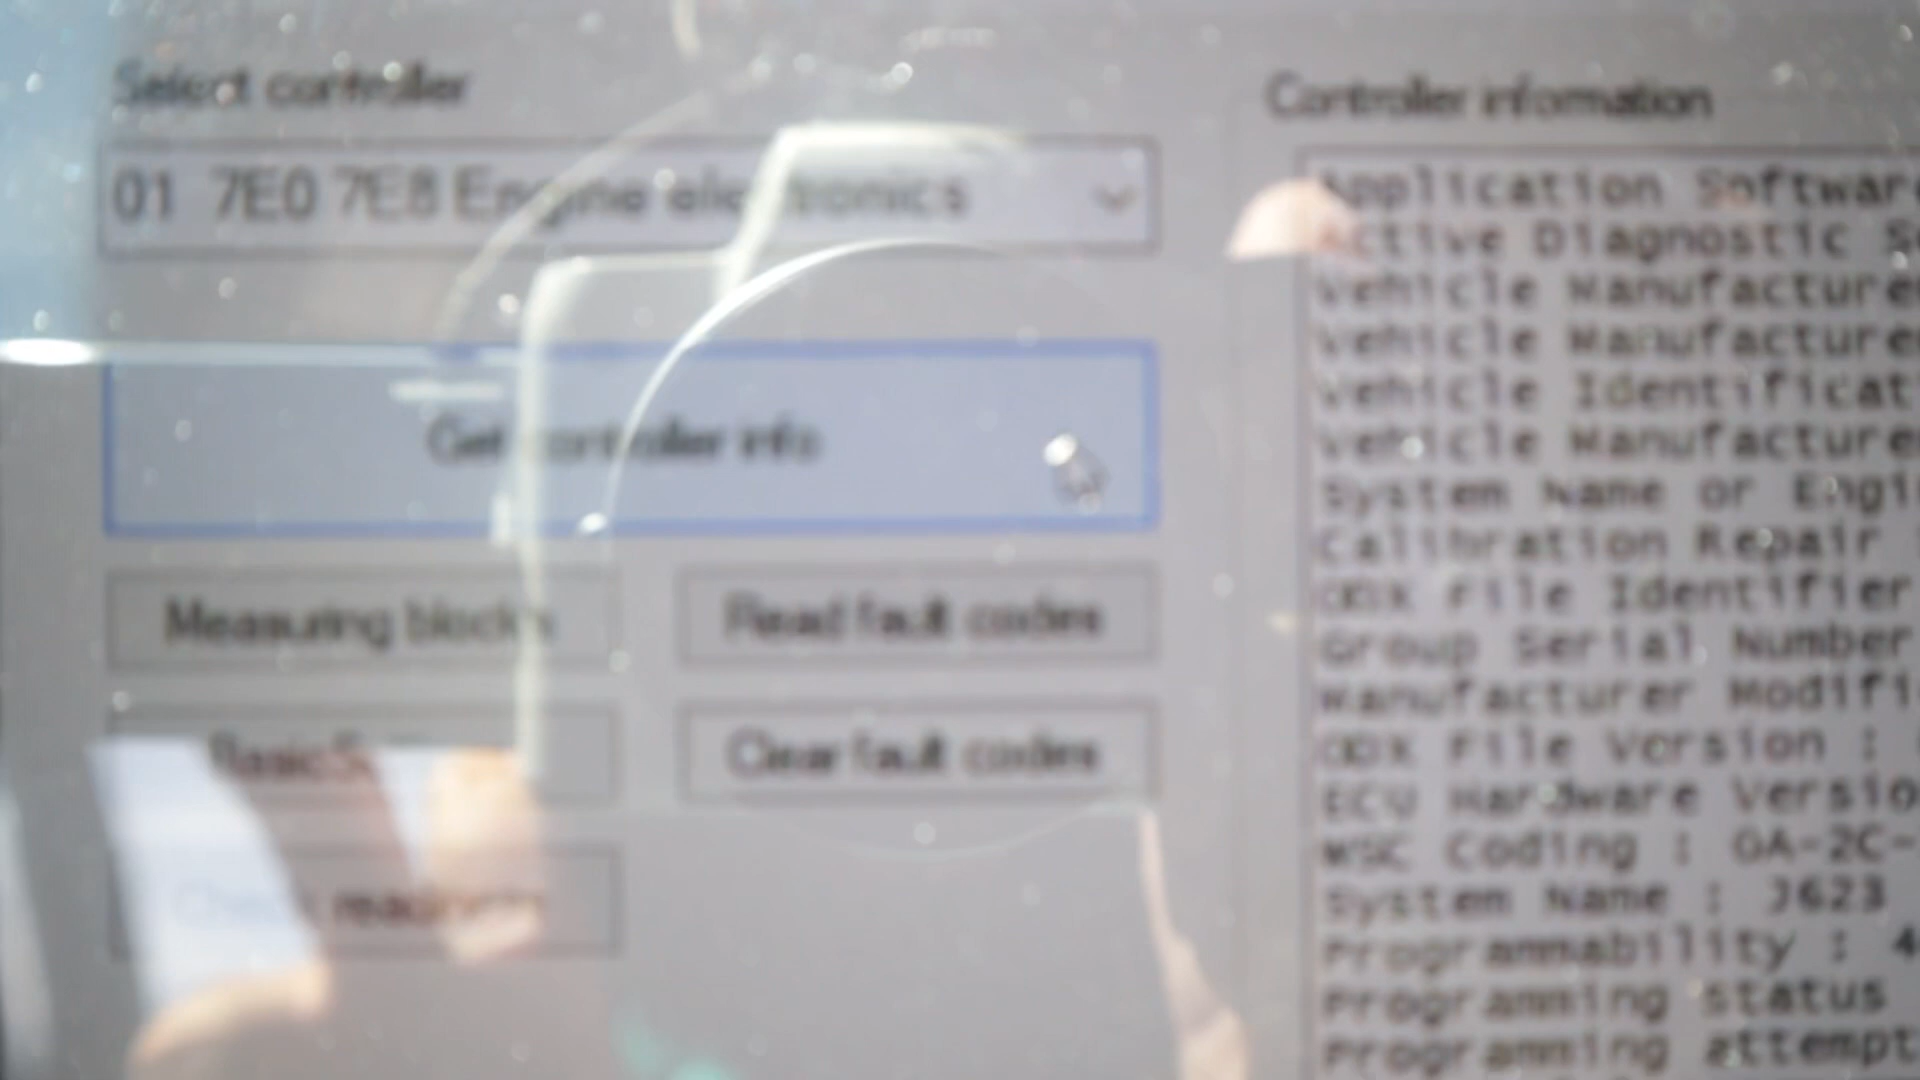 Select controller
01 7E0 7E8 Engine electronics
Get controller info
Measuring blocks
Read fault codes
Clear fault codes
Controller information
Application Software
Active Diagnostic
Vehicle Manufacture
Vehicle Manufacture
Vehicle Identificat
Vehicle Manufacture
System Name or Engi
Calibration Repair
ODX File Identifier
Group Serial Number
Manufacturer Modifi
ODX File Version :
ECU Hardware Versio
MSC Coding : 0A-2C-
System Name : J623
Programmability : 4
Programming status
Programming attempt